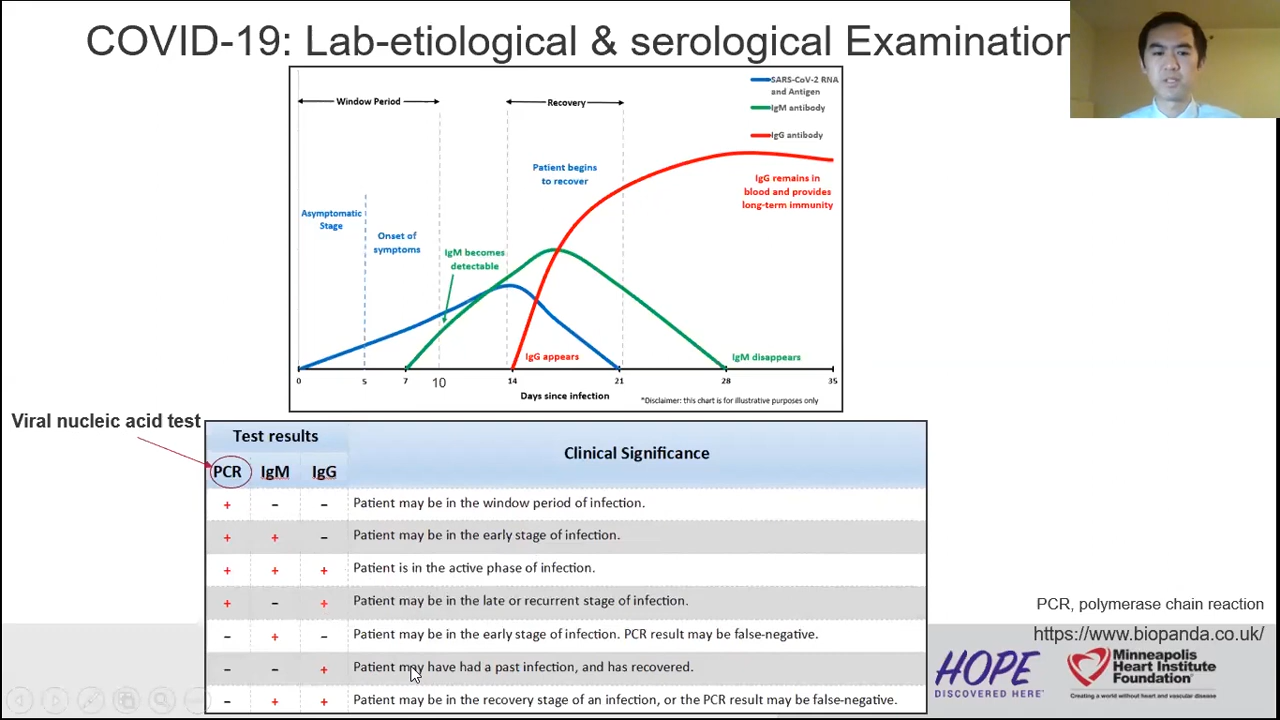 COVID-19: Lab-etiological & serological Examination
Window Period
Recovery
SARS-CoV-2 RNA
and Antigen
IgM antibody
IgG antibody
Patient begins
to recover
IgG remains in
blood and provides
long-term immunity
Asymptomatic
Stage
Onset of
symptoms
IgM becomes
detectable
IgG appears
IgM disappears
0 5 7 10 14 21 28 35
Days since infection
*Disclaimer: this chart is for illustrative purposes only
Viral nucleic acid test
Test results
Clinical Significance
PCR IgM IgG
+ – – Patient may be in the window period of infection.
+ + – Patient may be in the early stage of infection.
+ + + Patient is in the active phase of infection.
+ – + Patient may be in the late or recurrent stage of infection.
– + – Patient may be in the early stage of infection. PCR result may be false-negative.
– – + Patient may have had a past infection, and has recovered.
– + + Patient may be in the recovery stage of an infection, or the PCR result may be false-negative.
PCR, polymerase chain reaction
https://www.biopanda.co.uk/
HOPE
DISCOVERED HERE™
Minneapolis
Heart Institute
Foundation®
Creating a world without heart and vascular disease